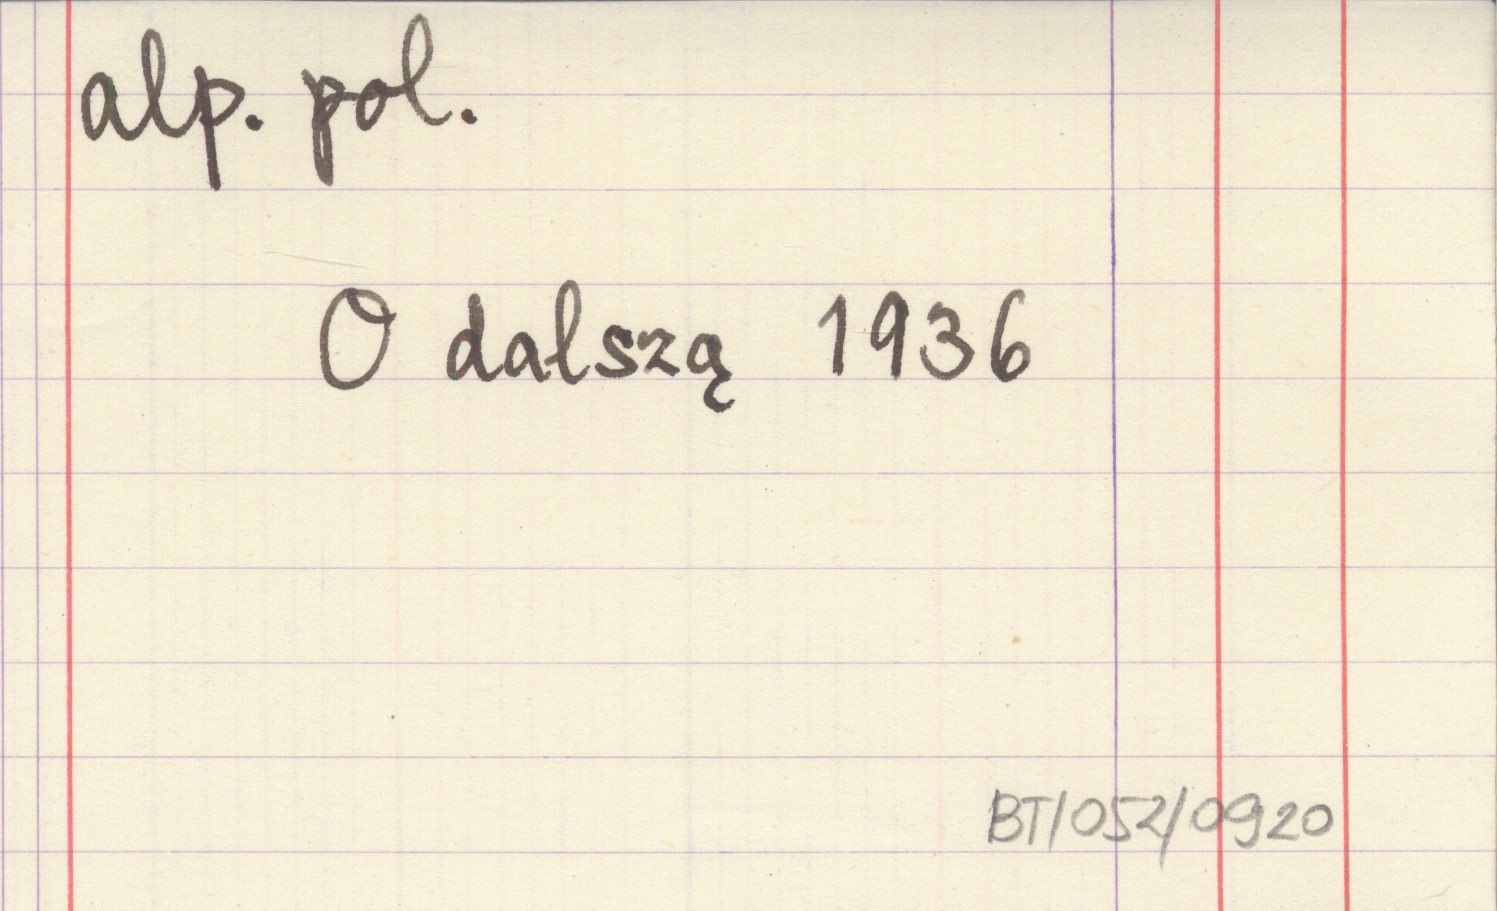 alp. pol.
O dalszą 1936
BT/052/0920